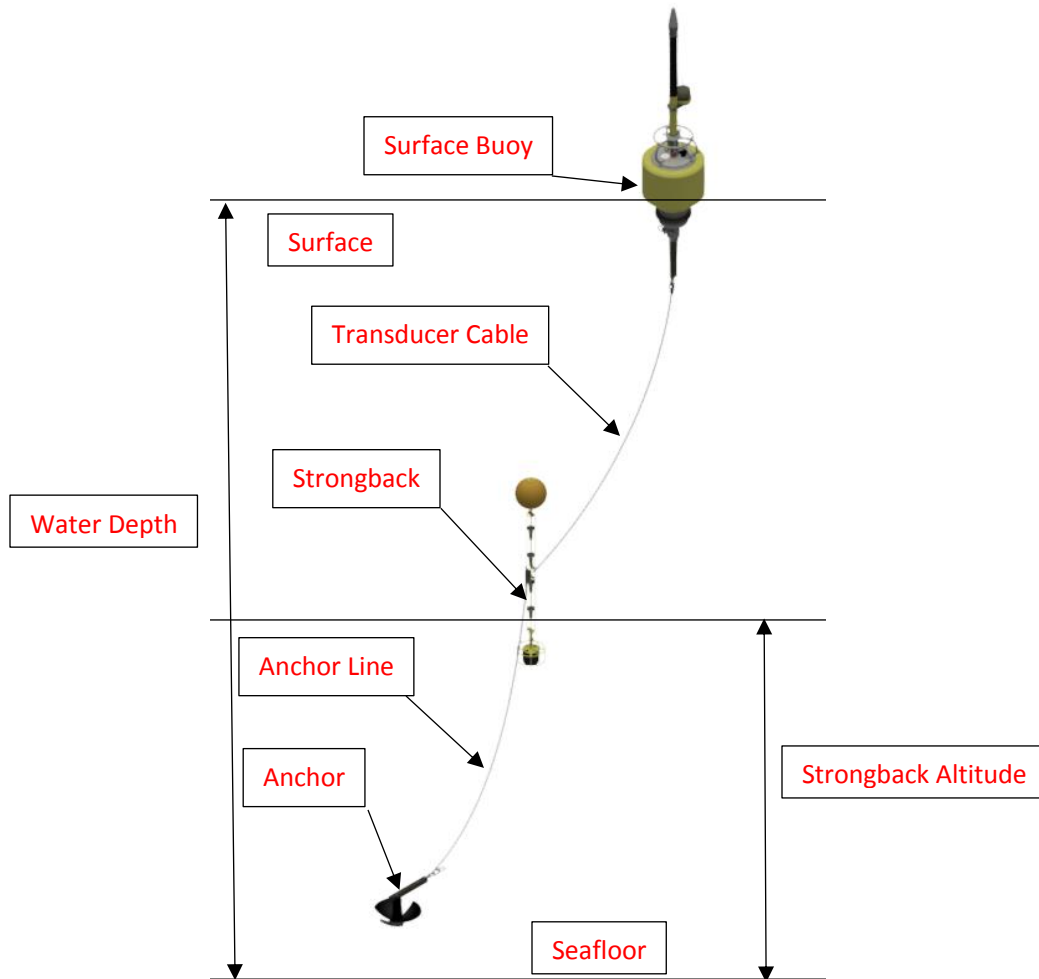 Surface Buoy
Surface
Transducer Cable
Strongback
Water Depth
Anchor Line
Anchor
Strongback Altitude
Seafloor